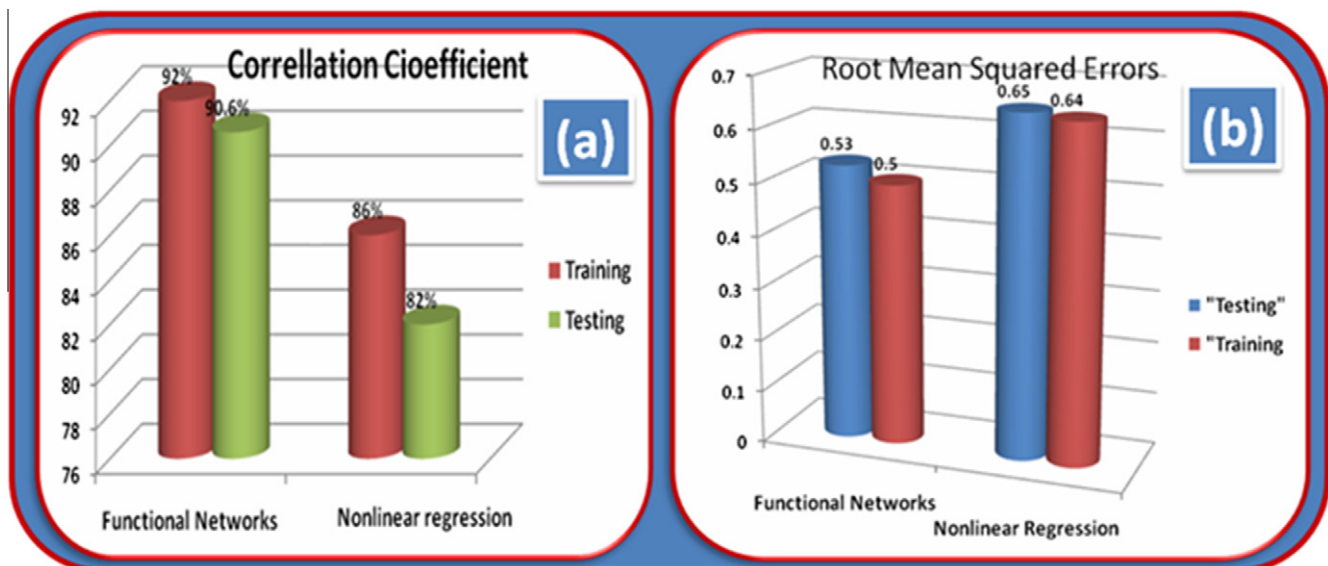 Correllation Cioefficient
(a)
92%
90.6%
86%
82%
92
90
88
86
84
82
80
78
76
Training
Testing
Functional Networks
Nonlinear regression
Root Mean Squared Errors
(b)
0.53
0.5
0.65
0.64
0.7
0.6
0.5
0.4
0.3
0.2
0.1
0
"Testing"
"Training
Functional Networks
Nonlinear Regression